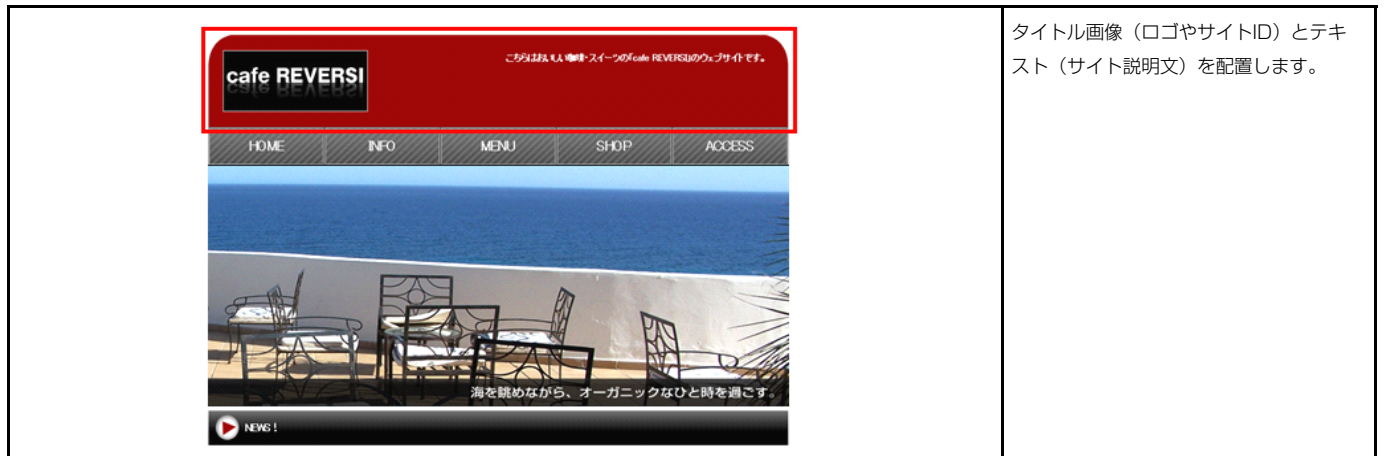 タイトル画像（ロゴやサイトID）とテキ
スト（サイト説明文）を配置します。
こちらはおいしい珈琲・スイーツの「cafe REVERSI」のウェブサイトです。
cafe REVERSI
HOME INFO MENU SHOP ACCESS
海を眺めながら、オーガニックなひと時を過ごす。
NEWS！